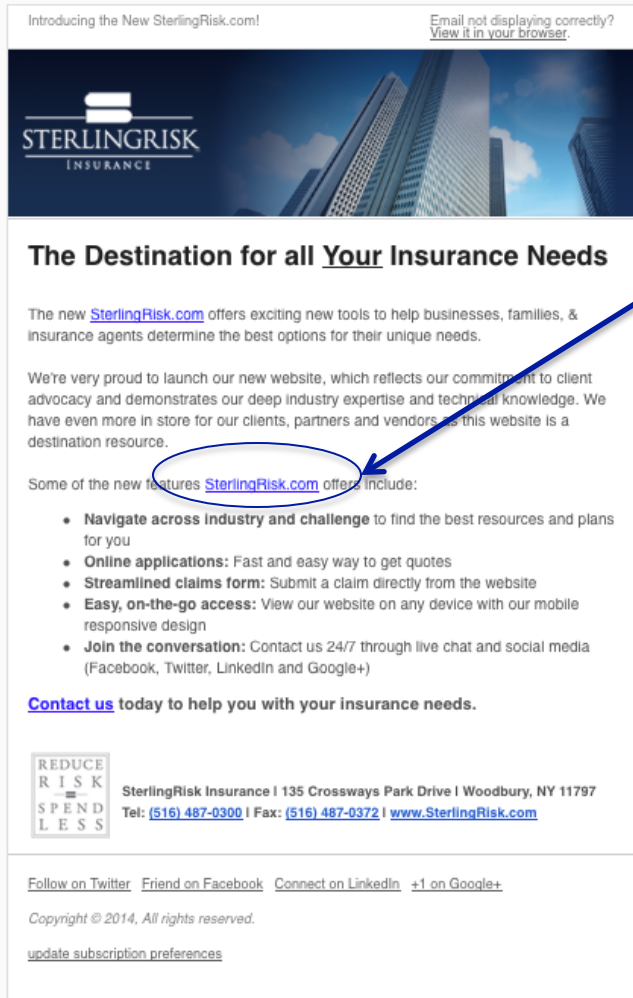 Introducing the New SterlingRisk.com!
Email not displaying correctly?
View it in your browser.
STERLINGRISK
INSURANCE
The Destination for all Your Insurance Needs
The new SterlingRisk.com offers exciting new tools to help businesses, families, &
insurance agents determine the best options for their unique needs.
We're very proud to launch our new website, which reflects our commitment to client
advocacy and demonstrates our deep industry expertise and technical knowledge. We
have even more in store for our clients, partners and vendors as this website is a
destination resource.
Some of the new features SterlingRisk.com offers include:
• Navigate across industry and challenge to find the best resources and plans
for you
• Online applications: Fast and easy way to get quotes
• Streamlined claims form: Submit a claim directly from the website
• Easy, on-the-go access: View our website on any device with our mobile
responsive design
• Join the conversation: Contact us 24/7 through live chat and social media
(Facebook, Twitter, LinkedIn and Google+)
Contact us today to help you with your insurance needs.
REDUCE
RISK
SPEND
LESS
SterlingRisk Insurance | 135 Crossways Park Drive | Woodbury, NY 11797
Tel: (516) 487-0300 | Fax: (516) 487-0372 | www.SterlingRisk.com
Follow on Twitter Friend on Facebook Connect on LinkedIn +1 on Google+
Copyright © 2014, All rights reserved.
update subscription preferences